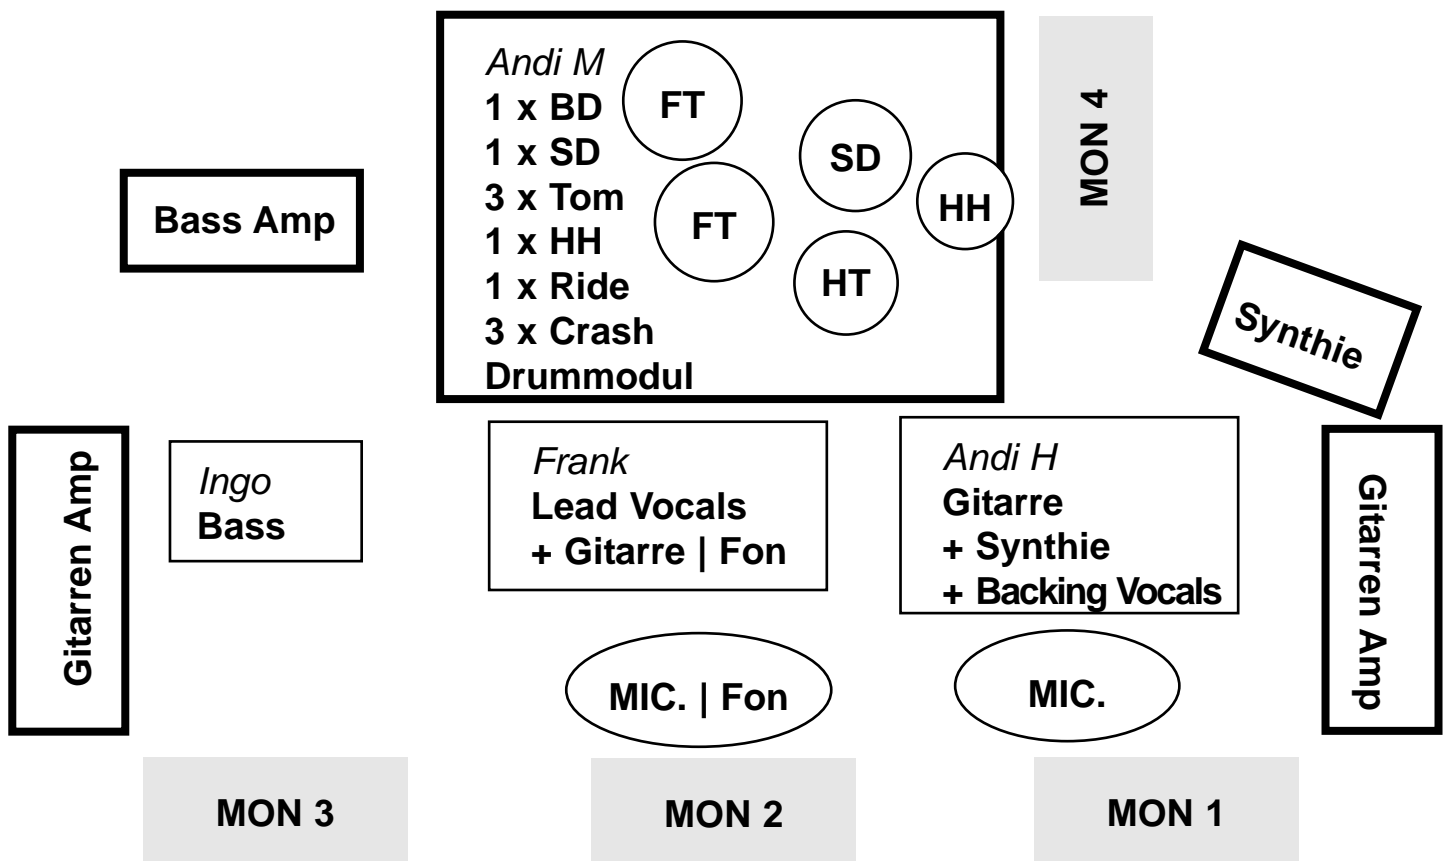 Andi M
1 x BD
1 x SD
3 x Tom
1 x HH
1 x Ride
3 x Crash
Drummodul
FT
FT
SD
HH
HT
MON 4
Bass Amp
Synthie
Gitarren Amp
Ingo
Bass
Frank
Lead Vocals
+ Gitarre | Fon
Andi H
Gitarre
+ Synthie
+ Backing Vocals
Gitarren Amp
MIC. | Fon
MIC.
MON 3
MON 2
MON 1